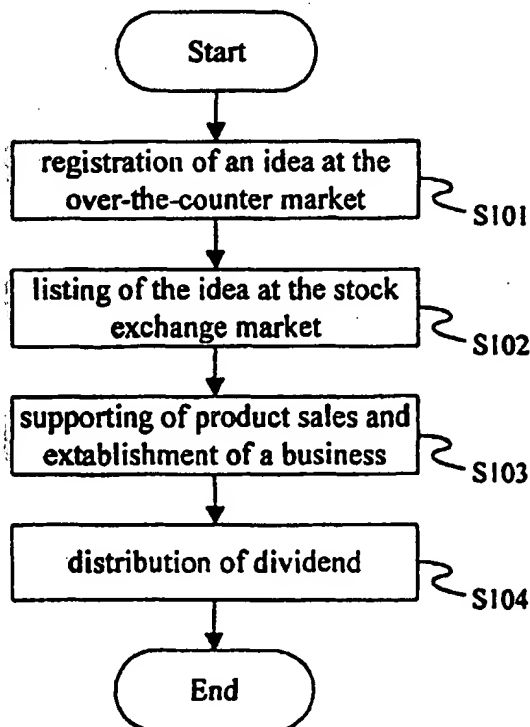 Start
registration of an idea at the
over-the-counter market
S101
listing of the idea at the stock
exchange market
S102
supporting of product sales and
extablishment of a business
S103
distribution of dividend
S104
End